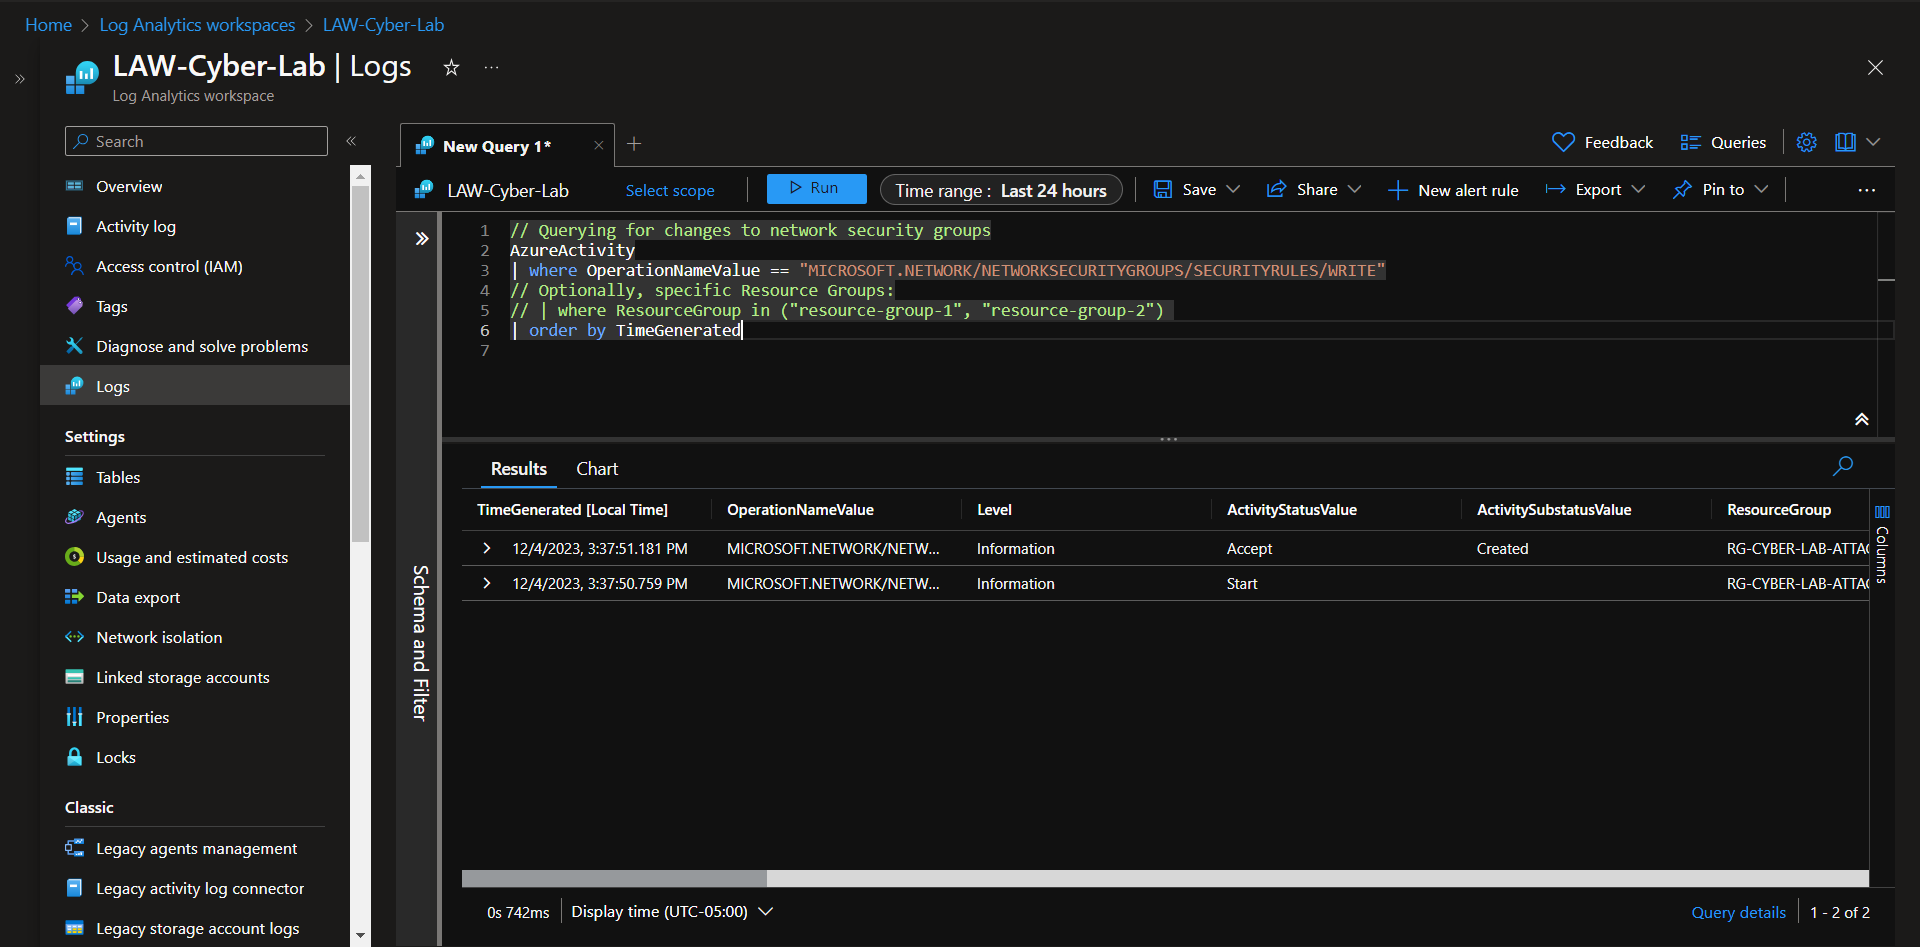 Home > Log Analytics workspaces > LAW-Cyber-Lab
LAW-Cyber-Lab | Logs
Log Analytics workspace
Search
Overview
Activity log
Access control (IAM)
Tags
Diagnose and solve problems
Logs
Settings
Tables
Agents
Usage and estimated costs
Data export
Network isolation
Linked storage accounts
Properties
Locks
Classic
Legacy agents management
Legacy activity log connector
Legacy storage account logs
New Query 1*
Feedback Queries
LAW-Cyber-Lab Select scope Run Time range : Last 24 hours Save Share New alert rule Export Pin to
Schema and Filter
1 // Querying for changes to network security groups
2 AzureActivity
3 | where OperationNameValue == "MICROSOFT.NETWORK/NETWORKSECURITYGROUPS/SECURITYRULES/WRITE"
4 // Optionally, specific Resource Groups:
5 // | where ResourceGroup in ("resource-group-1", "resource-group-2")
6 | order by TimeGenerated
7
Results Chart
TimeGenerated [Local Time] OperationNameValue Level ActivityStatusValue ActivitySubstatusValue ResourceGroup
12/4/2023, 3:37:51.181 PM MICROSOFT.NETWORK/NETW... Information Accept Created RG-CYBER-LAB-ATTAC
12/4/2023, 3:37:50.759 PM MICROSOFT.NETWORK/NETW... Information Start RG-CYBER-LAB-ATTAC
Columns
0s 742ms Display time (UTC-05:00) Query details 1 - 2 of 2